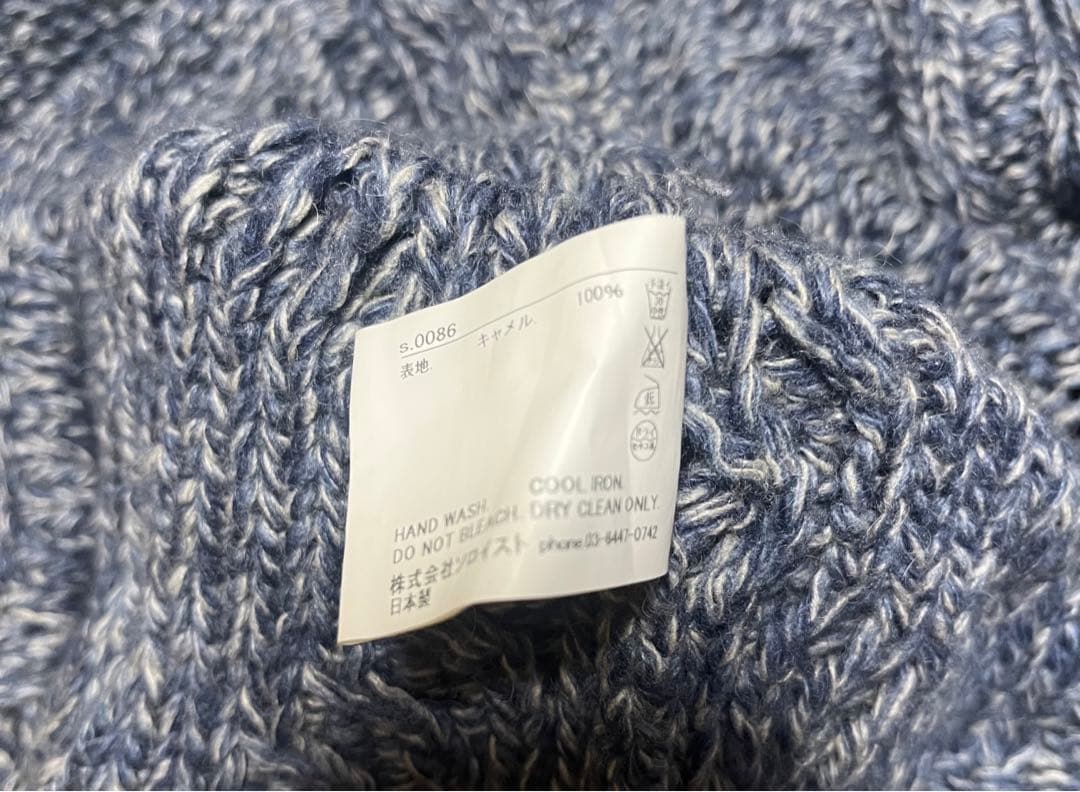 s.0086
表地. キャメル. 100%
HAND WASH. COOL IRON.
DO NOT BLEACH. DRY CLEAN ONLY.
株式会社ソロイスト phone.03-6447-0742
日本製
低